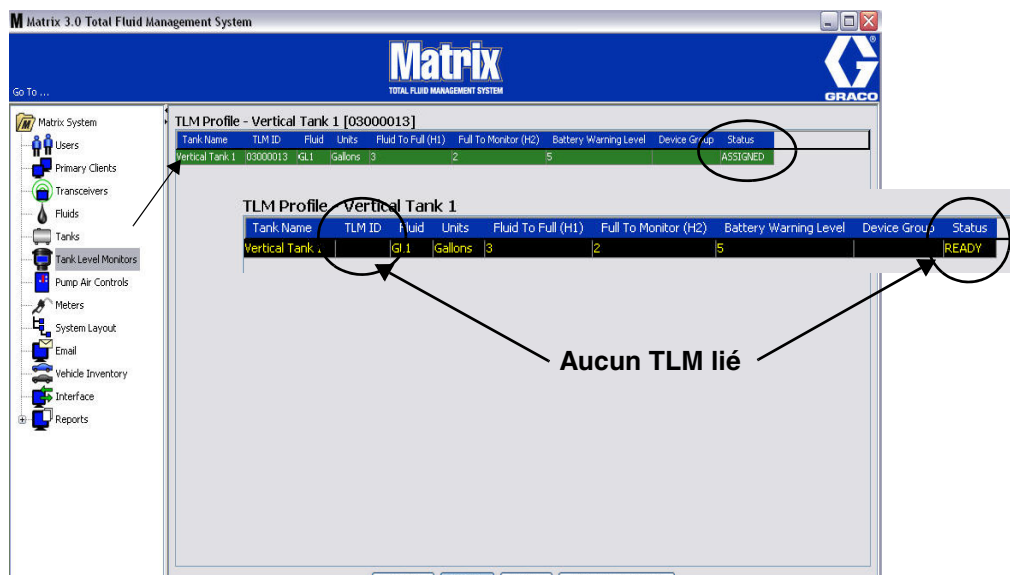 Matrix 3.0 Total Fluid Management System
Matrix
TOTAL FLUID MANAGEMENT SYSTEM
GRACO
Go To ...
Matrix System
Users
Primary Clients
Transceivers
Fluids
Tanks
Tank Level Monitors
Pump Air Controls
Meters
System Layout
Email
Vehicle Inventory
Interface
Reports
TLM Profile - Vertical Tank 1 [03000013]
Tank Name TLM ID Fluid Units Fluid To Full (H1) Full To Monitor (H2) Battery Warning Level Device Group Status
Vertical Tank 1 03000013 GL1 Gallons 3 2 5 ASSIGNED
TLM Profile - Vertical Tank 1
Tank Name TLM ID Fluid Units Fluid To Full (H1) Full To Monitor (H2) Battery Warning Level Device Group Status
Vertical Tank 1 GL1 Gallons 3 2 5 READY
Aucun TLM lié